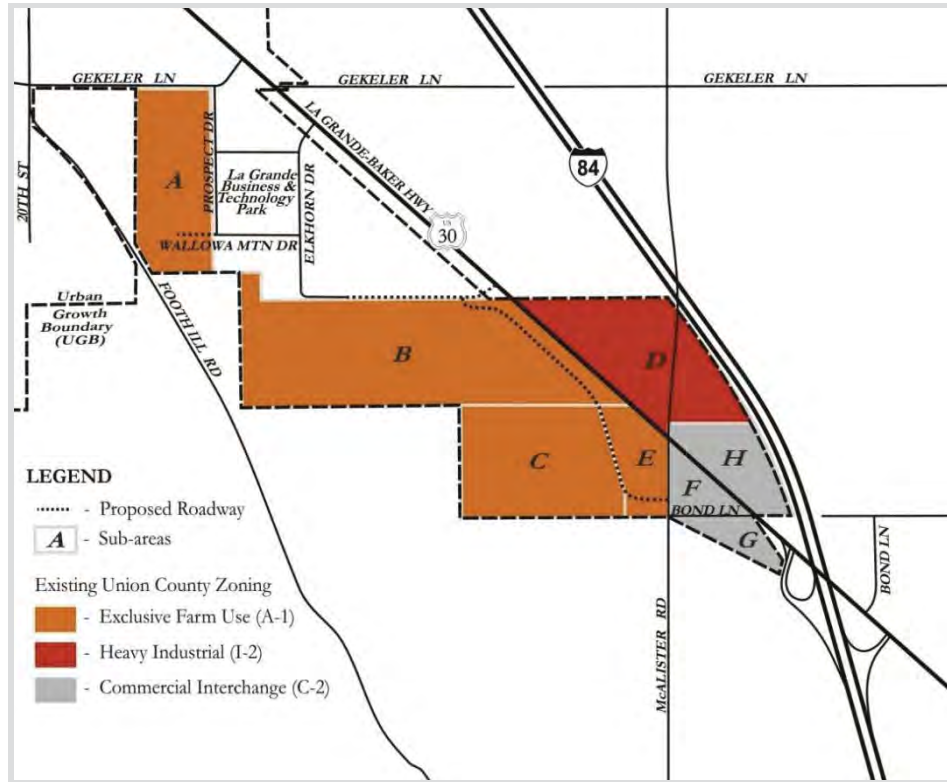 GEKELER LN
GEKELER LN
GEKELER LN
20TH ST
A
PROSPECT DR
La Grande
Business &
Technology
Park
ELKHORN DR
WALLOWA MTN DR
LA GRANDE-BAKER HWY
US
30
84
Urban
Growth
Boundary
(UGB)
FOOTHILL RD
B
C
D
E
F
H
BOND LN
G
BOND LN
McALISTER RD
LEGEND
- Proposed Roadway
A - Sub-areas
Existing Union County Zoning
- Exclusive Farm Use (A-1)
- Heavy Industrial (I-2)
- Commercial Interchange (C-2)